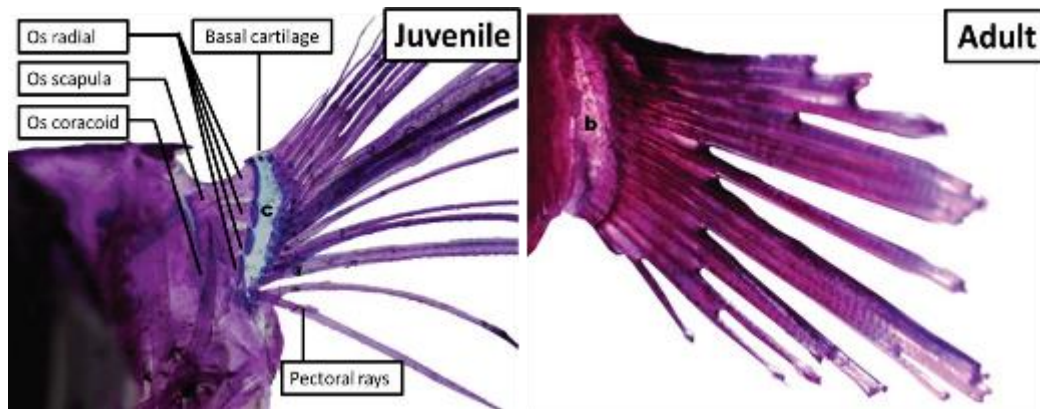 Os radial
Os scapula
Os coracoid
Basal cartilage
Juvenile
c
Pectoral rays
Adult
b